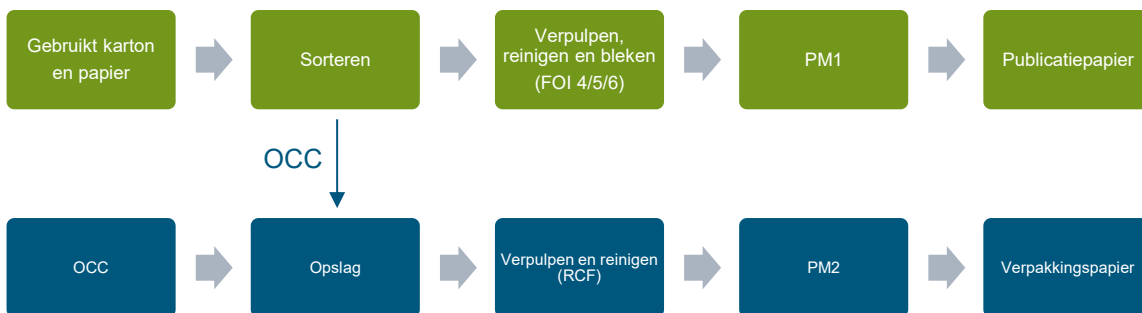 Gebruikt karton
en papier
Sorteren
Verpulpen,
reinigen en bleken
(FOI 4/5/6)
PM1
Publicatiepapier
OCC
OCC
Opslag
Verpulpen en reinigen
(RCF)
PM2
Verpakkingspapier